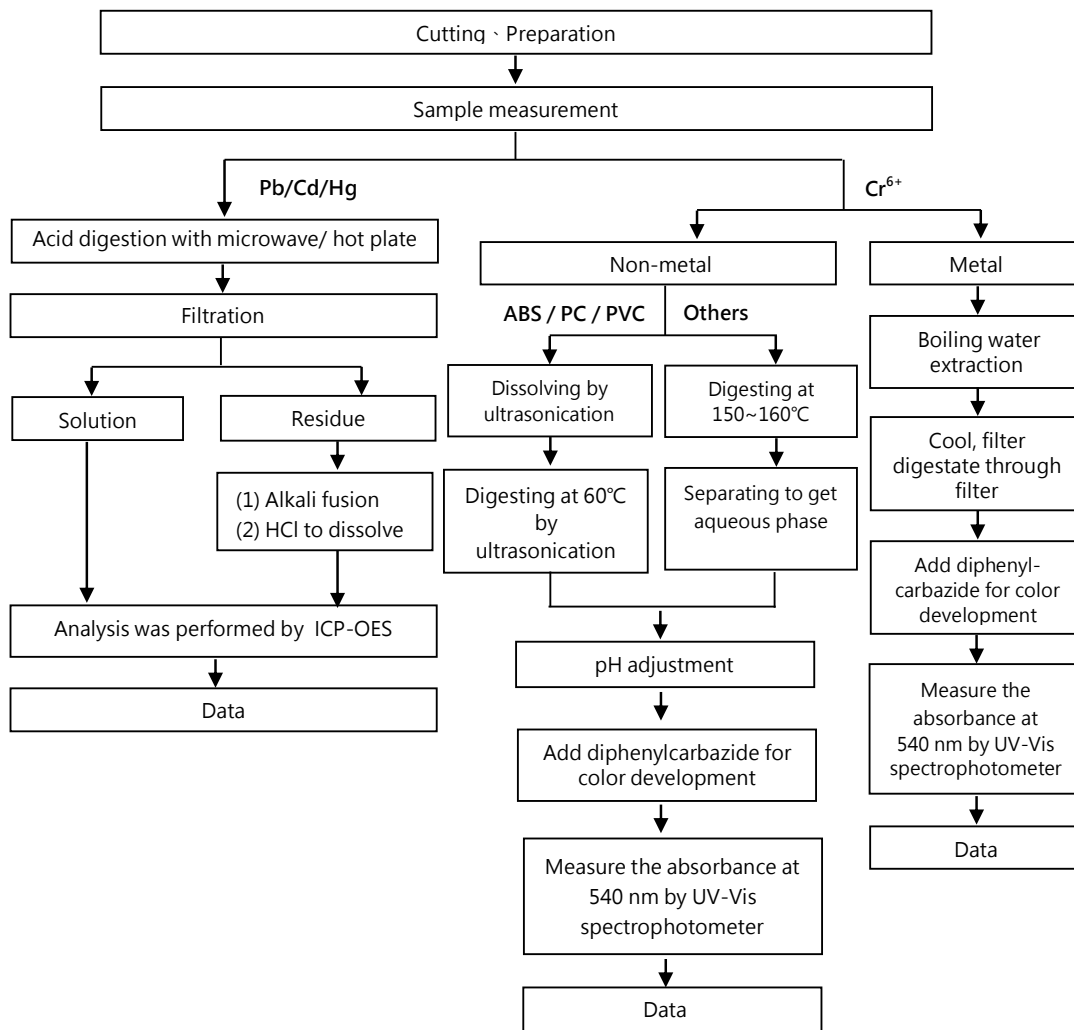 Cutting、Preparation
Sample measurement
Pb/Cd/Hg
Cr6+
Acid digestion with microwave/ hot plate
Filtration
Solution
Residue
(1) Alkali fusion
(2) HCl to dissolve
Analysis was performed by ICP-OES
Data
Non-metal
ABS / PC / PVC
Others
Dissolving by
ultrasonication
Digesting at
150~160℃
Digesting at 60℃
by
ultrasonication
Separating to get
aqueous phase
pH adjustment
Add diphenylcarbazide for
color development
Measure the absorbance at
540 nm by UV-Vis
spectrophotometer
Data
Metal
Boiling water
extraction
Cool, filter
digestate through
filter
Add diphenyl-
carbazide for color
development
Measure the
absorbance at
540 nm by UV-Vis
spectrophotometer
Data